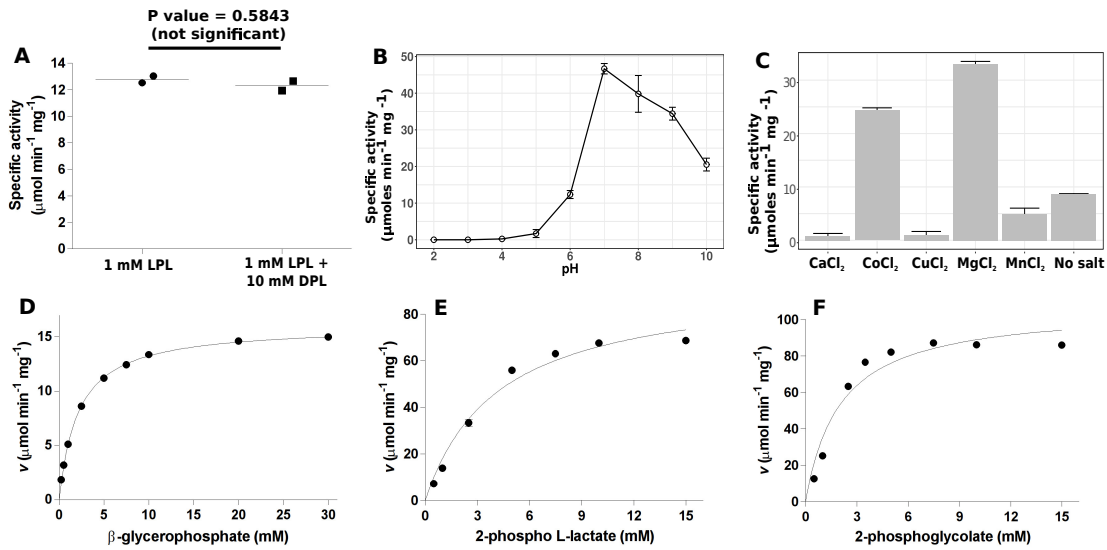 P value = 0.5843
(not significant)
A
Specific activity
(µmol min⁻¹ mg⁻¹)
14
12
10
8
6
4
2
0
1 mM LPL
1 mM LPL +
10 mM DPL
B
Specific activity
(µmoles min⁻¹ mg -1)
50
40
30
20
10
0
2 4 6 8 10
pH
C
Specific activity
(µmoles min⁻¹ mg -1)
30
20
10
0
CaCl₂ CoCl₂ CuCl₂ MgCl₂ MnCl₂ No salt
D
v (µmol min⁻¹ mg⁻¹)
15
10
5
0
0 5 10 15 20 25 30
β-glycerophosphate (mM)
E
v (µmol min⁻¹ mg⁻¹)
80
60
40
20
0
0 3 6 9 12 15
2-phospho L-lactate (mM)
F
v (µmol min⁻¹ mg⁻¹)
100
80
60
40
20
0
0 3 6 9 12 15
2-phosphoglycolate (mM)